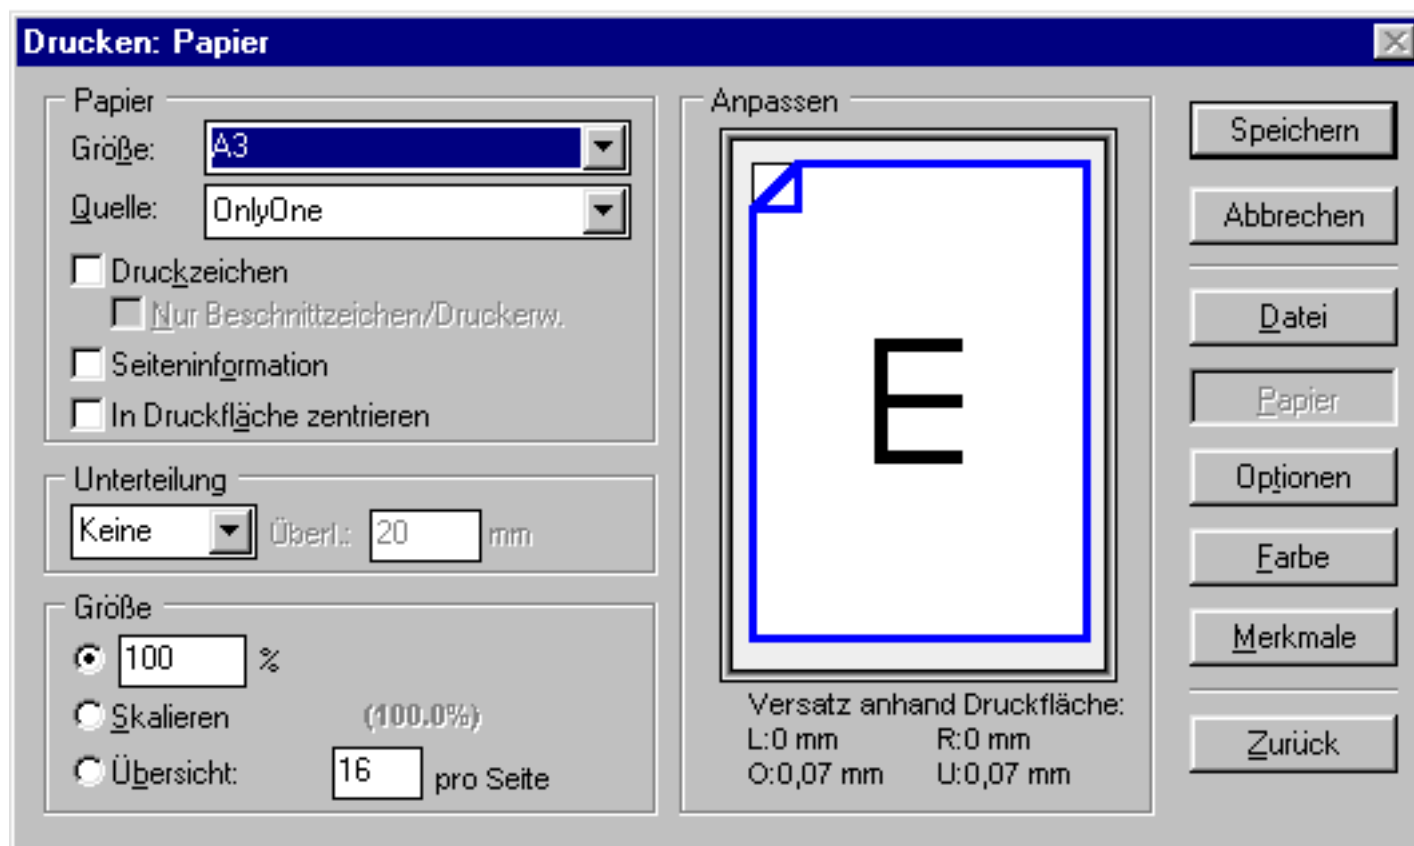 Drucken: Papier
Papier
Größe: A3
Quelle: OnlyOne
Druckzeichen
Nur Beschnittzeichen/Druckerw.
Seiteninformation
In Druckfläche zentrieren
Unterteilung
Keine Überl.: 20 mm
Größe
100 %
Skalieren (100.0%)
Übersicht: 16 pro Seite
Anpassen
E
Versatz anhand Druckfläche:
L:0 mm R:0 mm
O:0,07 mm U:0,07 mm
Speichern
Abbrechen
Datei
Papier
Optionen
Farbe
Merkmale
Zurück